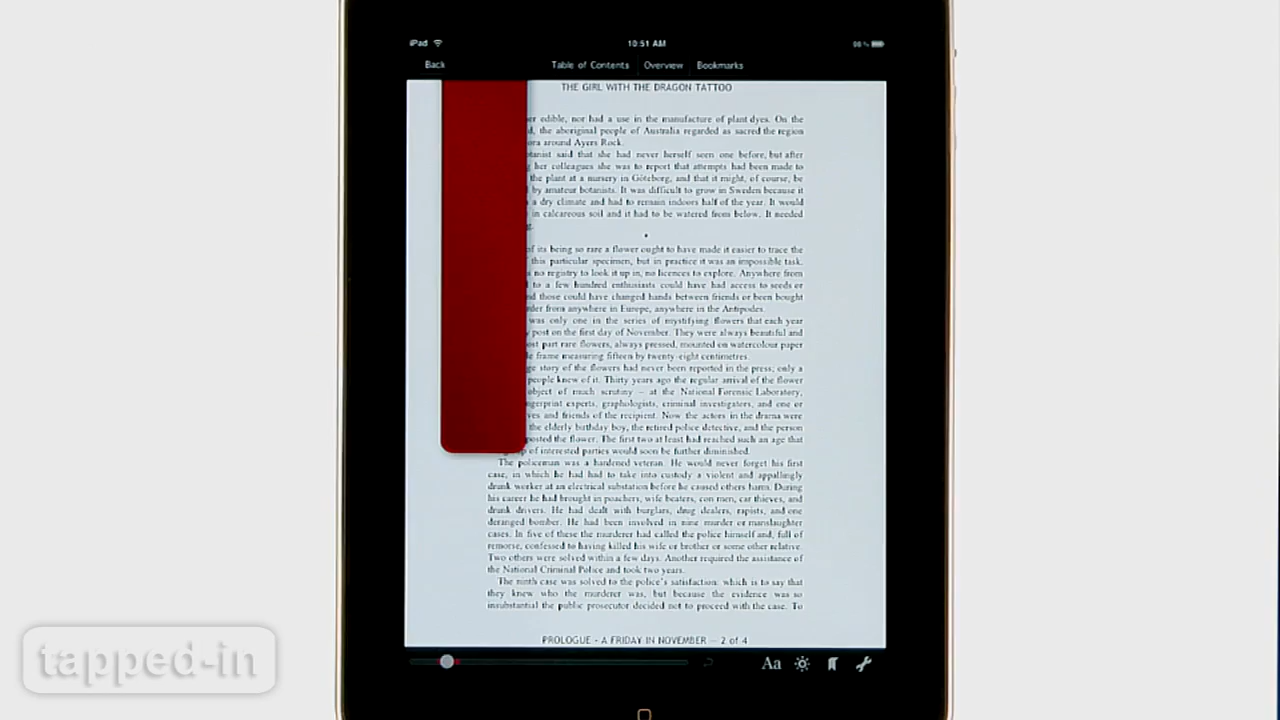 iPad
10:51 AM
Back
Table of Contents
Overview
Bookmarks
THE GIRL WITH THE DRAGON TATTOO
er edible, nor had a use in the manufacture of plant dyes. On the
d, the aboriginal people of Australia regarded as sacred the region
ora around Ayers Rock.
otanist said that she had never herself seen one before, but after
g her colleagues she was to report that attempts had been made to
the plant at a nursery in Göteborg, and that it might, of course, be
by amateur botanists. It was difficult to grow in Sweden because it
a dry climate and had to remain indoors half of the year. It would
in calcareous soil and it had to be watered from below. It needed
g.
of its being so rare a flower ought to have made it easier to trace the
this particular specimen, but in practice it was an impossible task.
no registry to look it up in, no licences to explore. Anywhere from
to a few hundred enthusiasts could have had access to seeds or
nd those could have changed hands between friends or been bought
rder from anywhere in Europe, anywhere in the Antipodes.
was only one in the series of mystifying flowers that each year
post on the first day of November. They were always beautiful and
ost part rare flowers, always pressed, mounted on watercolour paper
e frame measuring fifteen by twenty-eight centimetres.
ge story of the flowers had never been reported in the press; only a
people knew of it. Thirty years ago the regular arrival of the flower
object of much scrutiny – at the National Forensic Laboratory,
ngerprint experts, graphologists, criminal investigators, and one or
ves and friends of the recipient. Now the actors in the drama were
the elderly birthday boy, the retired police detective, and the person
posted the flower. The first two at least had reached such an age that
p of interested parties would soon be further diminished.
The policeman was a hardened veteran. He would never forget his first
case, in which he had had to take into custody a violent and appallingly
drunk worker at an electrical substation before he caused others harm. During
his career he had brought in poachers, wife beaters, con men, car thieves, and
drunk drivers. He had dealt with burglars, drug dealers, rapists, and one
deranged bomber. He had been involved in nine murder or manslaughter
cases. In five of these the murderer had called the police himself and, full of
remorse, confessed to having killed his wife or brother or some other relative.
Two others were solved within a few days. Another required the assistance of
the National Criminal Police and took two years.
The ninth case was solved to the police's satisfaction: which is to say that
they knew who the murderer was, but because the evidence was so
insubstantial the public prosecutor decided not to proceed with the case. To
PROLOGUE - A FRIDAY IN NOVEMBER — 2 of 4
Aa
tapped-in